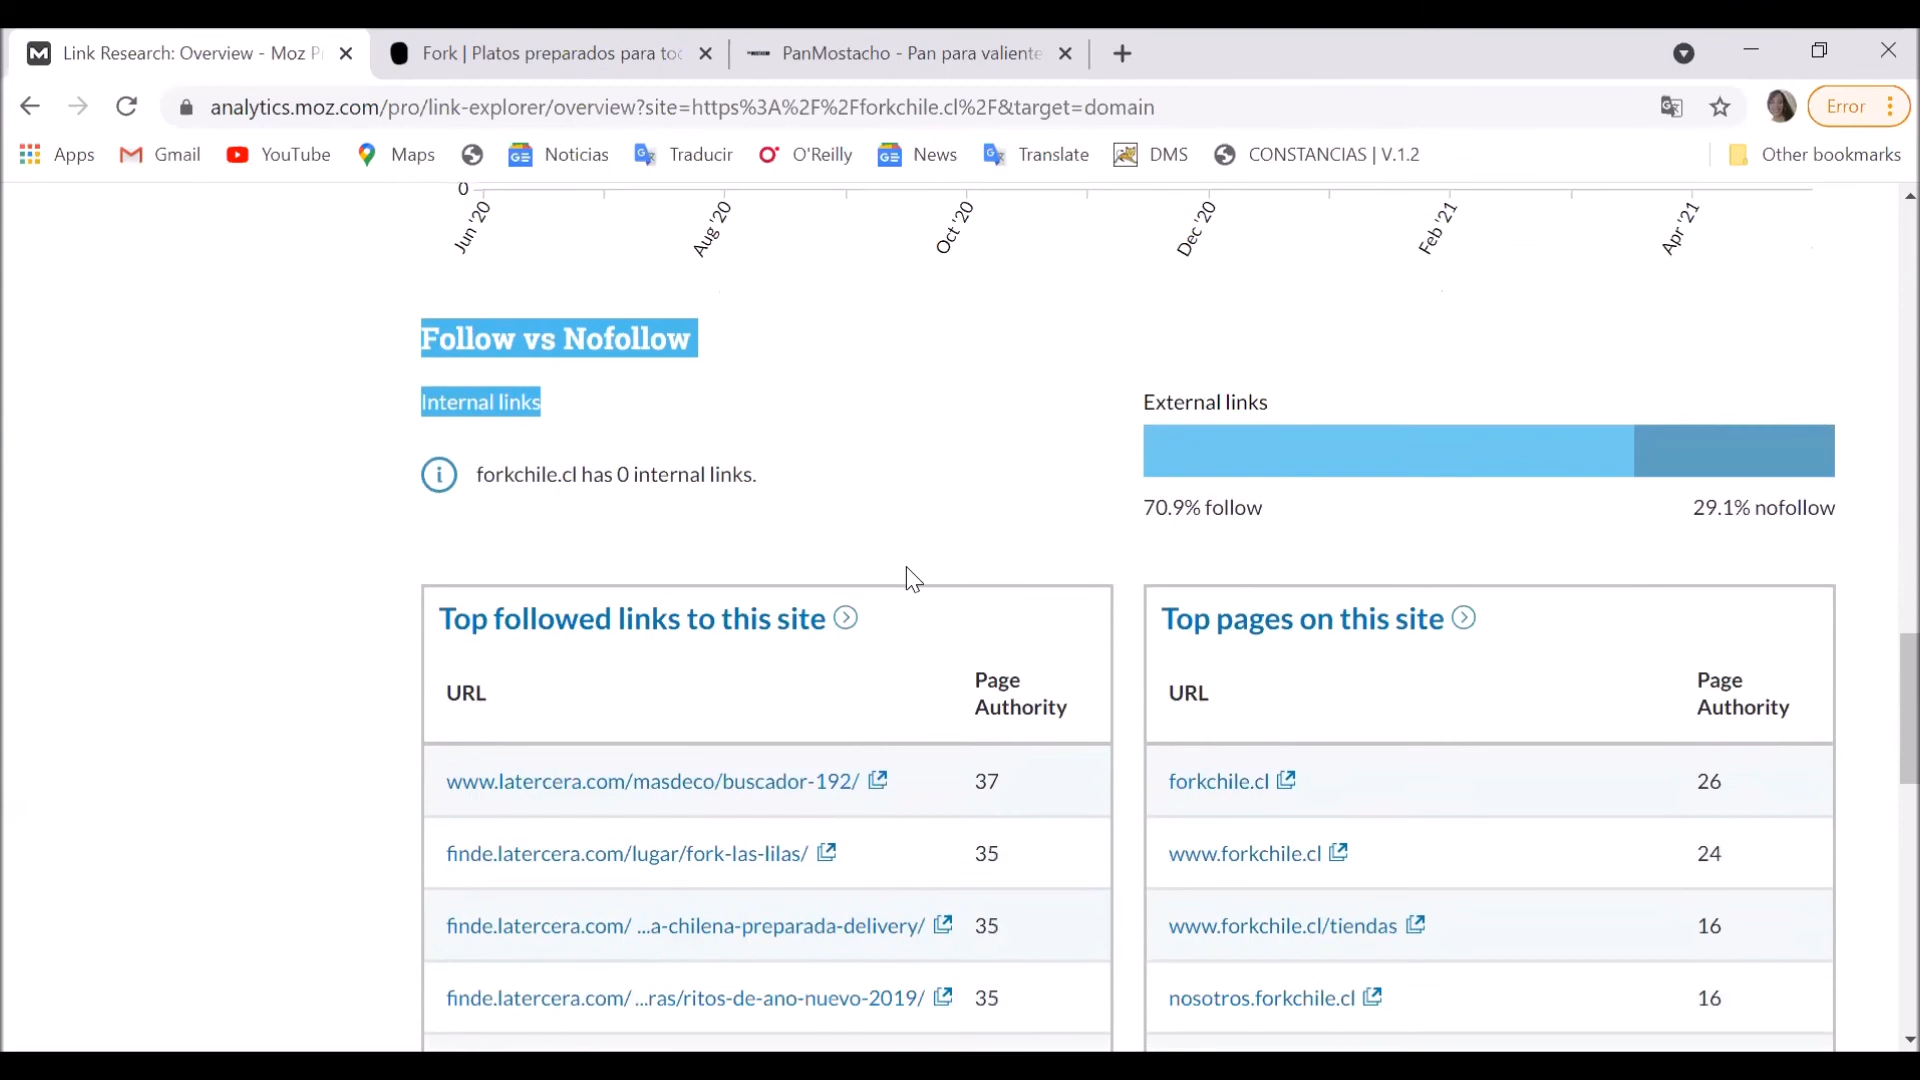 Link Research: Overview - Moz P
Fork | Platos preparados para to
PanMostacho - Pan para valiente
analytics.moz.com/pro/link-explorer/overview?site=https%3A%2F%2Fforkchile.cl%2F&target=domain
Error
Apps
Gmail
YouTube
Maps
Noticias
Traducir
O'Reilly
News
Translate
DMS
CONSTANCIAS | V.1.2
Other bookmarks
0
Jun '20
Aug '20
Oct '20
Dec '20
Feb '21
Apr '21
Follow vs Nofollow
Internal links
forkchile.cl has 0 internal links.
External links
70.9% follow
29.1% nofollow
Top followed links to this site
URL
Page
Authority
www.latercera.com/masdeco/buscador-192/
37
finde.latercera.com/lugar/fork-las-lilas/
35
finde.latercera.com/ ...a-chilena-preparada-delivery/
35
finde.latercera.com/ ...ras/ritos-de-ano-nuevo-2019/
35
Top pages on this site
URL
Page
Authority
forkchile.cl
26
www.forkchile.cl
24
www.forkchile.cl/tiendas
16
nosotros.forkchile.cl
16